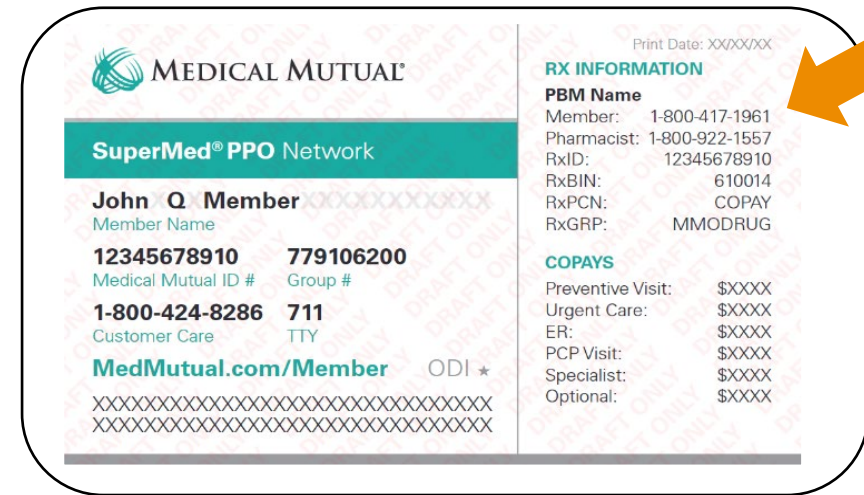 MEDICAL MUTUAL®
SuperMed® PPO Network
John Q Member XXXXXXXXXXX
Member Name
12345678910 779106200
Medical Mutual ID # Group #
1-800-424-8286 711
Customer Care TTY
MedMutual.com/Member ODI ★
XXXXXXXXXXXXXXXXXXXXXXXXXXXXXXX
XXXXXXXXXXXXXXXXXXXXXXXXXXXXXXX
Print Date: XX/XX/XX
RX INFORMATION
PBM Name
Member: 1-800-417-1961
Pharmacist: 1-800-922-1557
RxID: 12345678910
RxBIN: 610014
RxPCN: COPAY
RxGRP: MMODRUG
COPAYS
Preventive Visit: $XXXX
Urgent Care: $XXXX
ER: $XXXX
PCP Visit: $XXXX
Specialist: $XXXX
Optional: $XXXX
DRAFT ONLY